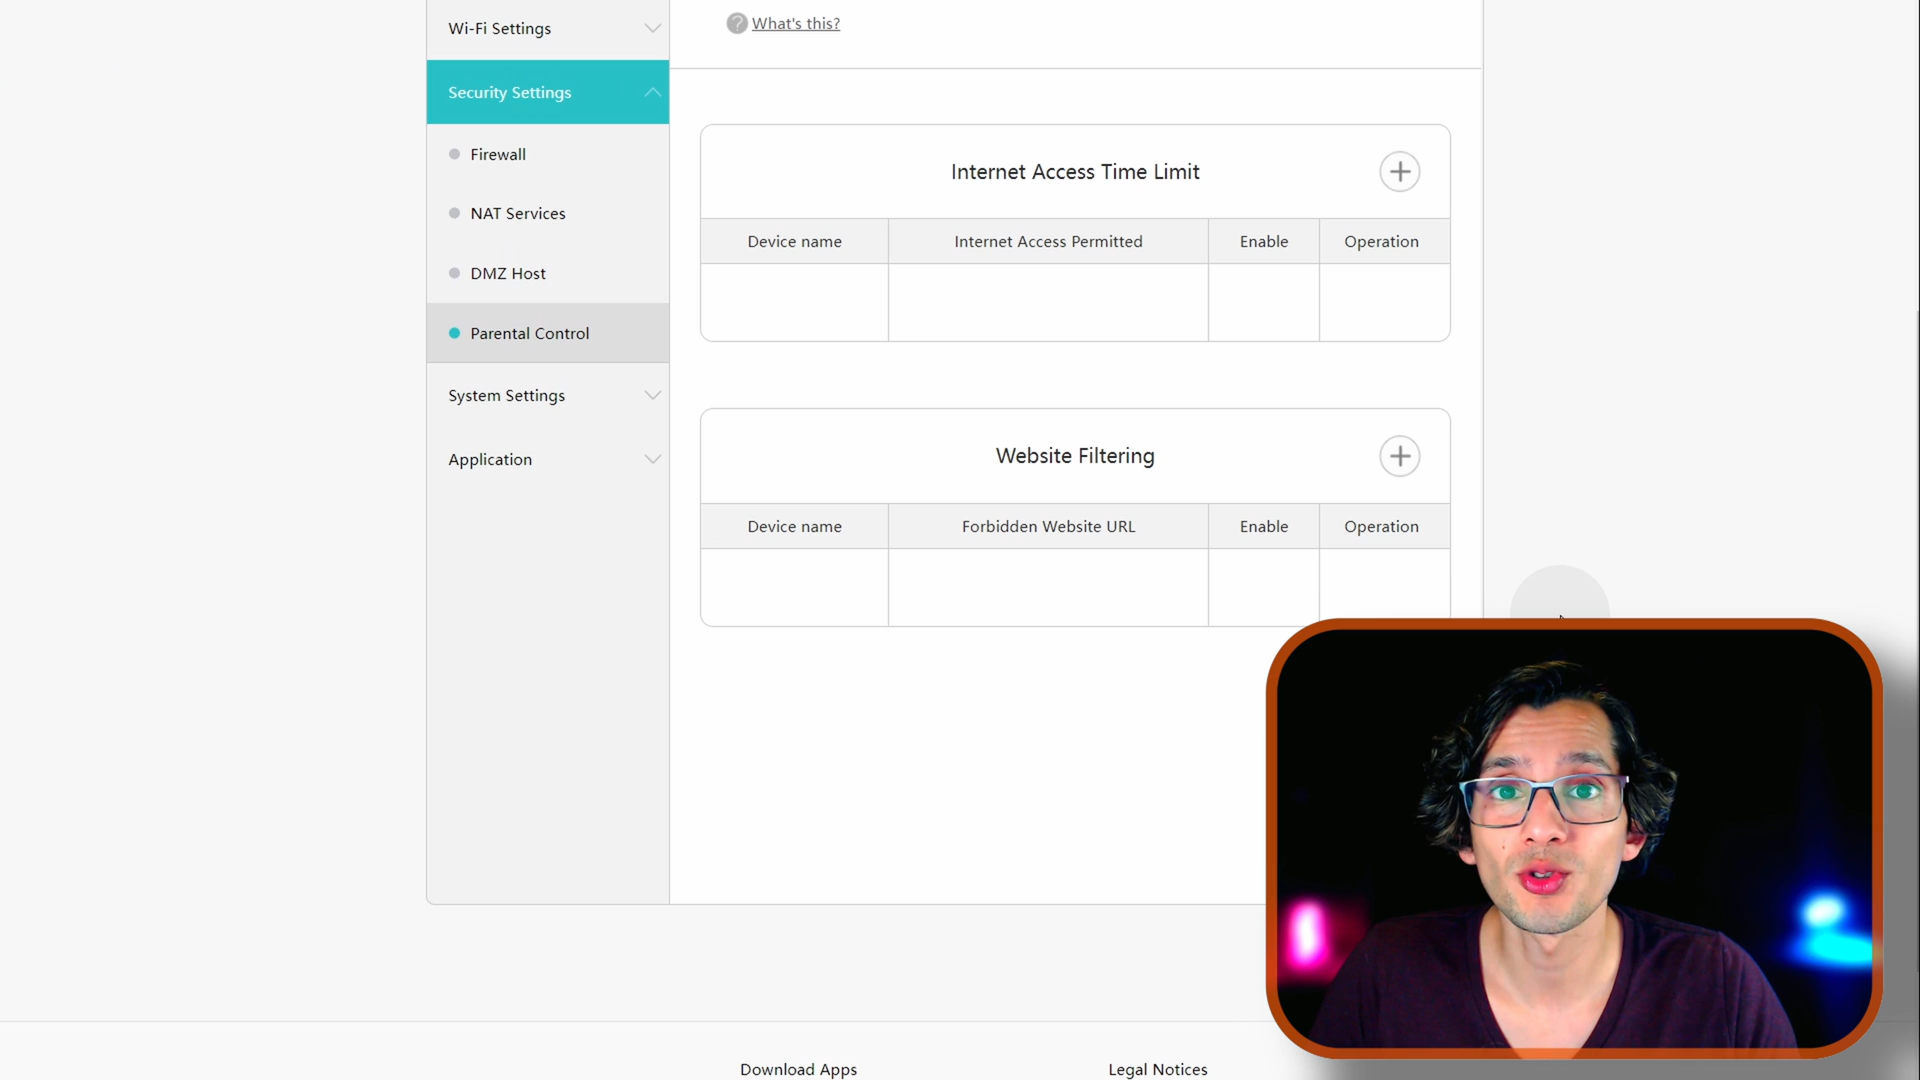 Wi-Fi Settings
? What's this?
Security Settings
Firewall
NAT Services
DMZ Host
Parental Control
System Settings
Application
Internet Access Time Limit
Device name Internet Access Permitted Enable Operation
Website Filtering
Device name Forbidden Website URL Enable Operation
Download Apps Legal Notices